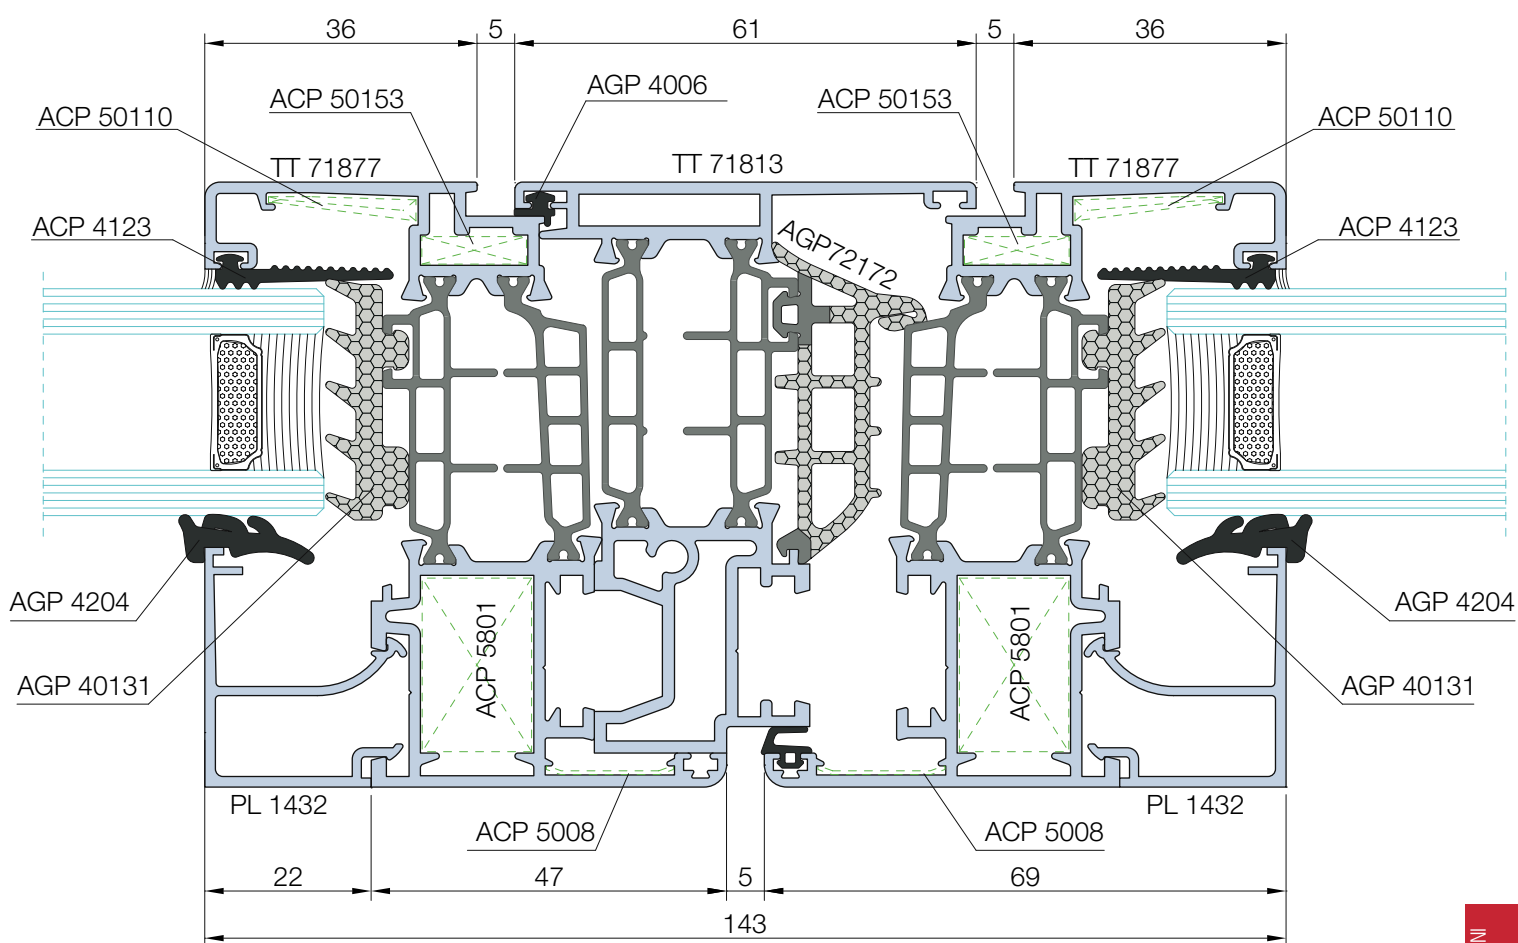 36 5 61 5 36
AGP 4006
ACP 50153
ACP 50153
ACP 50110
ACP 50110
TT 71877
TT 71813
TT 71877
ACP 4123
ACP 4123
AGP72172
AGP 4204
AGP 4204
ACP 5801
ACP 5801
AGP 40131
AGP 40131
PL 1432
PL 1432
ACP 5008
ACP 5008
22 47 5 69
143
NI